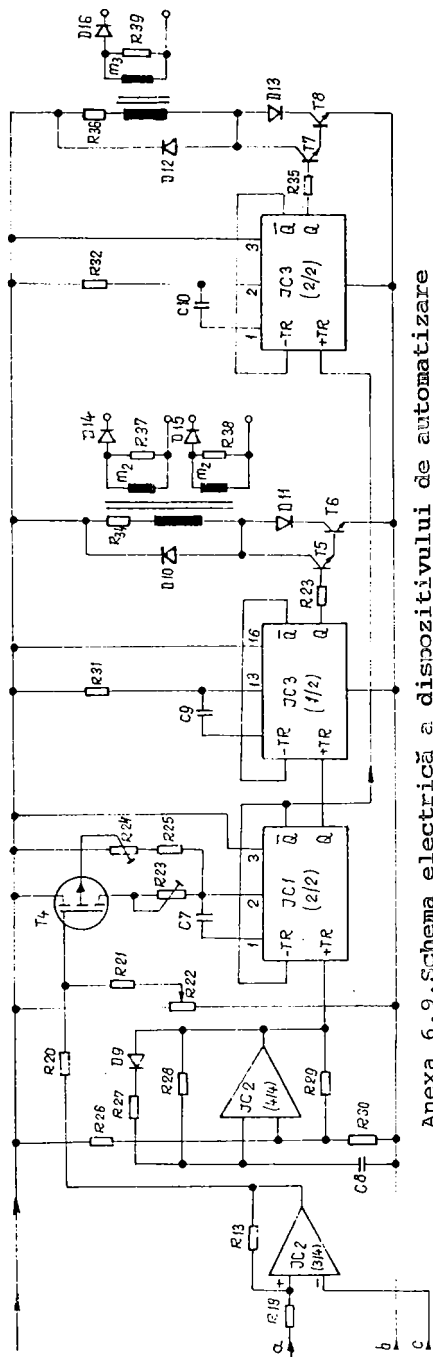 D16
R39
m3
R36
D12
D13
T7
T8
R35
R32
C10
1
2
3
Q̅
JC3
(2/2)
Q
-TR
+TR
D14
R37
m2
D15
R38
m2
R34
D10
D11
T5
T6
R23
R31
C9
13
16
Q̅
JC3
(1/2)
Q
-TR
+TR
T4
R24
R25
R23
C7
1
2
3
Q̅
JC1
(2/2)
Q
-TR
+TR
R20
R21
R22
D9
R27
R28
R26
JC2
(4/4)
R29
R30
C8
R13
JC2
(3/4)
+
-
R19
a
b
c
Anexa 6.9.Schema electrică a dispozitivului de automatizare